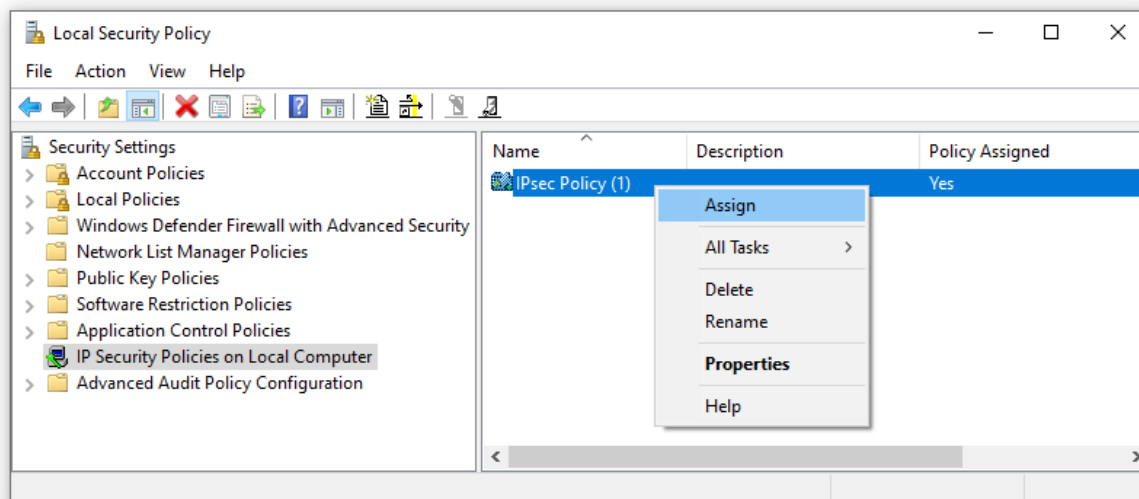 Local Security Policy
File Action View Help
Security Settings
Account Policies
Local Policies
Windows Defender Firewall with Advanced Security
Network List Manager Policies
Public Key Policies
Software Restriction Policies
Application Control Policies
IP Security Policies on Local Computer
Advanced Audit Policy Configuration
Name Description Policy Assigned
IPsec Policy (1) Yes
Assign
All Tasks
Delete
Rename
Properties
Help